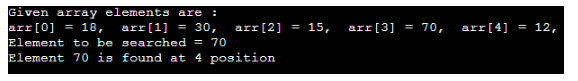 Given array elements are :
arr[0] = 18,  arr[1] = 30,  arr[2] = 15,  arr[3] = 70,  arr[4] = 12,
Element to be searched = 70
Element 70 is found at 4 position